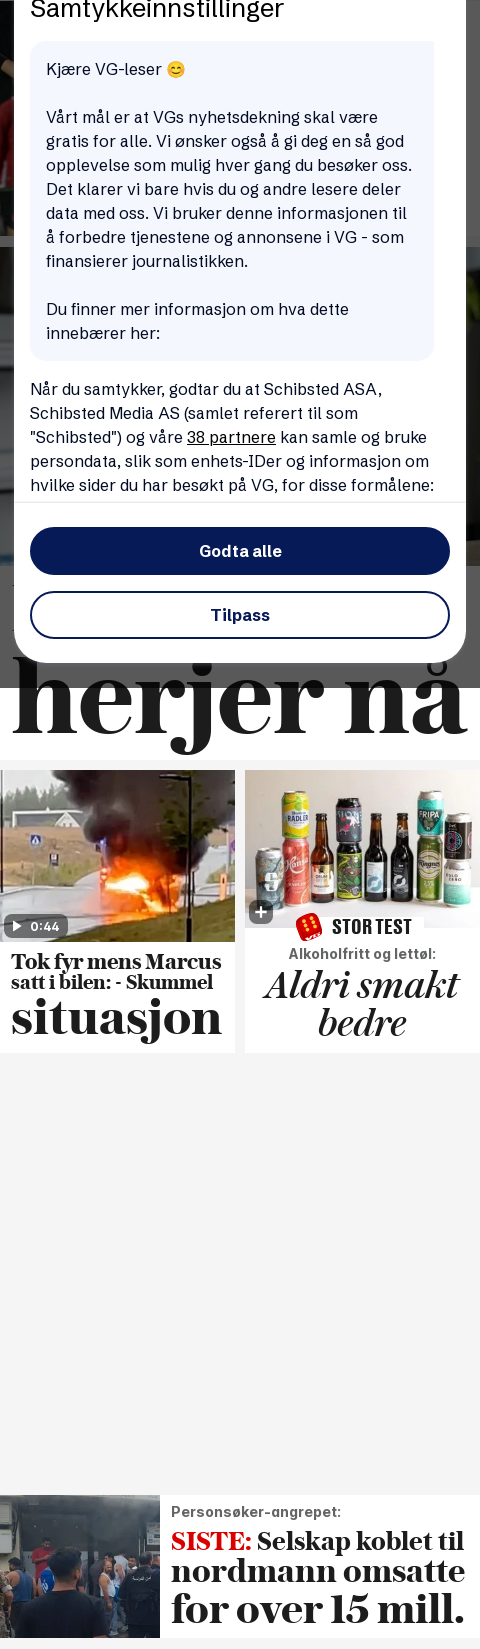 Samtykkeinnstillinger
Kjære VG-leser 😊
Vårt mål er at VGs nyhetsdekning skal være
gratis for alle. Vi ønsker også å gi deg en så god
opplevelse som mulig hver gang du besøker oss.
Det klarer vi bare hvis du og andre lesere deler
data med oss. Vi bruker denne informasjonen til
å forbedre tjenestene og annonsene i VG - som
finansierer journalistikken.
Du finner mer informasjon om hva dette
innebærer her:
Når du samtykker, godtar du at Schibsted ASA,
Schibsted Media AS (samlet referert til som
"Schibsted") og våre 38 partnere kan samle og bruke
persondata, slik som enhets-IDer og informasjon om
hvilke sider du har besøkt på VG, for disse formålene:
Godta alle
Tilpass
herjer nå
0:44
Tok fyr mens Marcus
satt i bilen: - Skummel
situasjon
RADLER
Hansa
FRIPA
Ringnes
VG
STOR TEST
Alkoholfritt og lettøl:
Aldri smakt
bedre
Personsøker-angrepet:
SISTE: Selskap koblet til
nordmann omsatte
for over 15 mill.